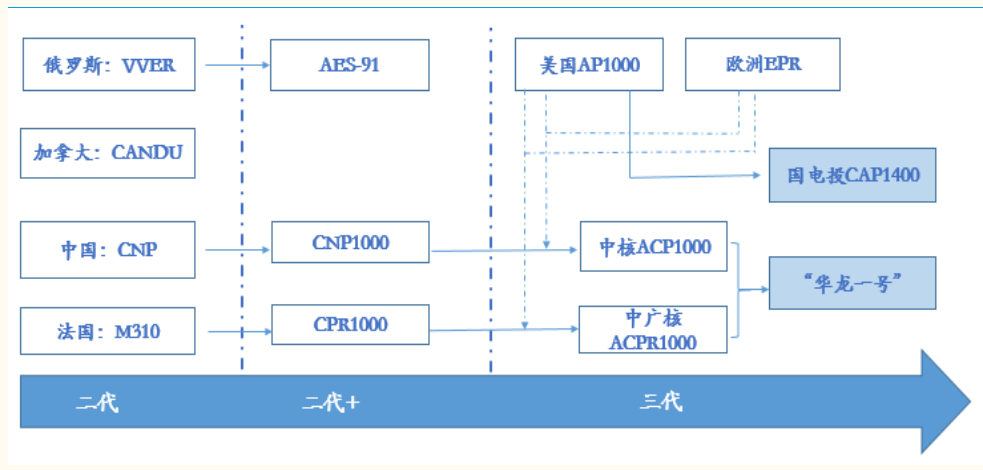 俄罗斯：VVER
AES-91
美国AP1000
欧洲EPR
加拿大：CANDU
国电投CAP1400
中国：CNP
CNP1000
中核ACP1000
“华龙一号”
法国：M310
CPR1000
中广核
ACPR1000
二代
二代+
三代